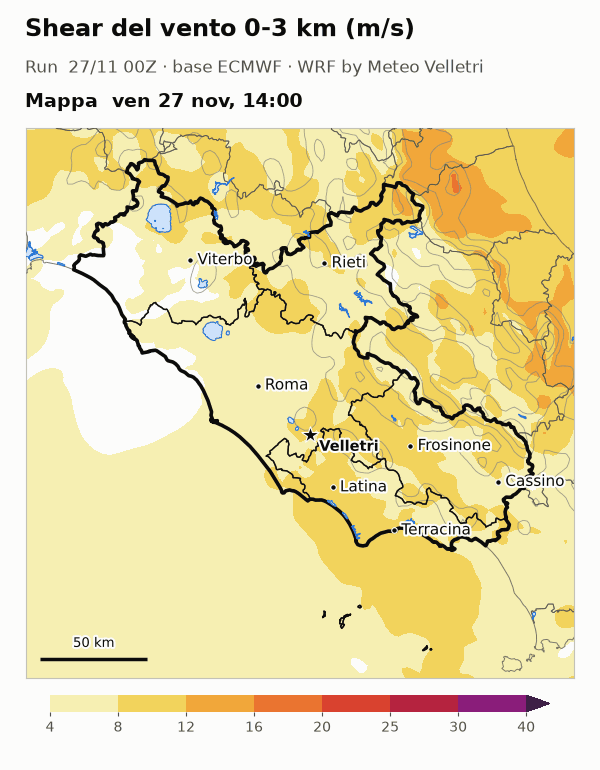 Shear del vento 0-3 km (m/s)
Run  27/11 00Z · base ECMWF · WRF by Meteo Velletri
Mappa  ven 27 nov, 14:00
Viterbo
Rieti
Roma
Velletri
Frosinone
Cassino
Latina
Terracina
50 km
4 8 12 16 20 25 30 40